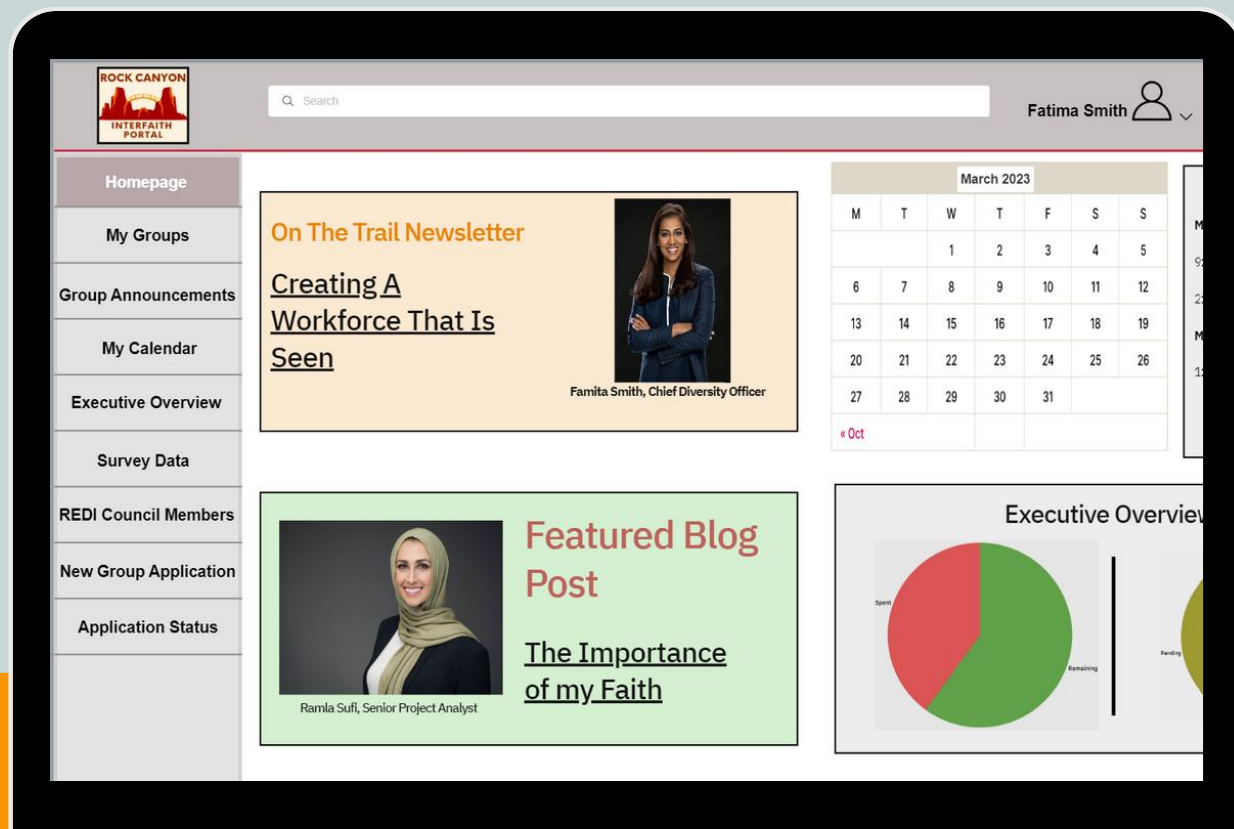 ROCK CANYON
INTERFAITH
PORTAL
Search
Fatima Smith
Homepage
My Groups
Group Announcements
My Calendar
Executive Overview
Survey Data
REDI Council Members
New Group Application
Application Status
On The Trail Newsletter
Creating A
Workforce That Is
Seen
Famita Smith, Chief Diversity Officer
Featured Blog
Post
The Importance
of my Faith
Ramla Sufi, Senior Project Analyst
March 2023
M T W T F S S
1 2 3 4 5
6 7 8 9 10 11 12
13 14 15 16 17 18 19
20 21 22 23 24 25 26
27 28 29 30 31
« Oct
Executive Overview
Spent
Remaining
Pending